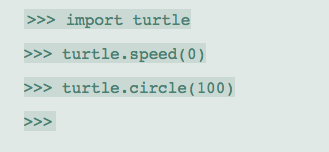 >>> import turtle
>>> turtle.speed(0)
>>> turtle.circle(100)
>>>